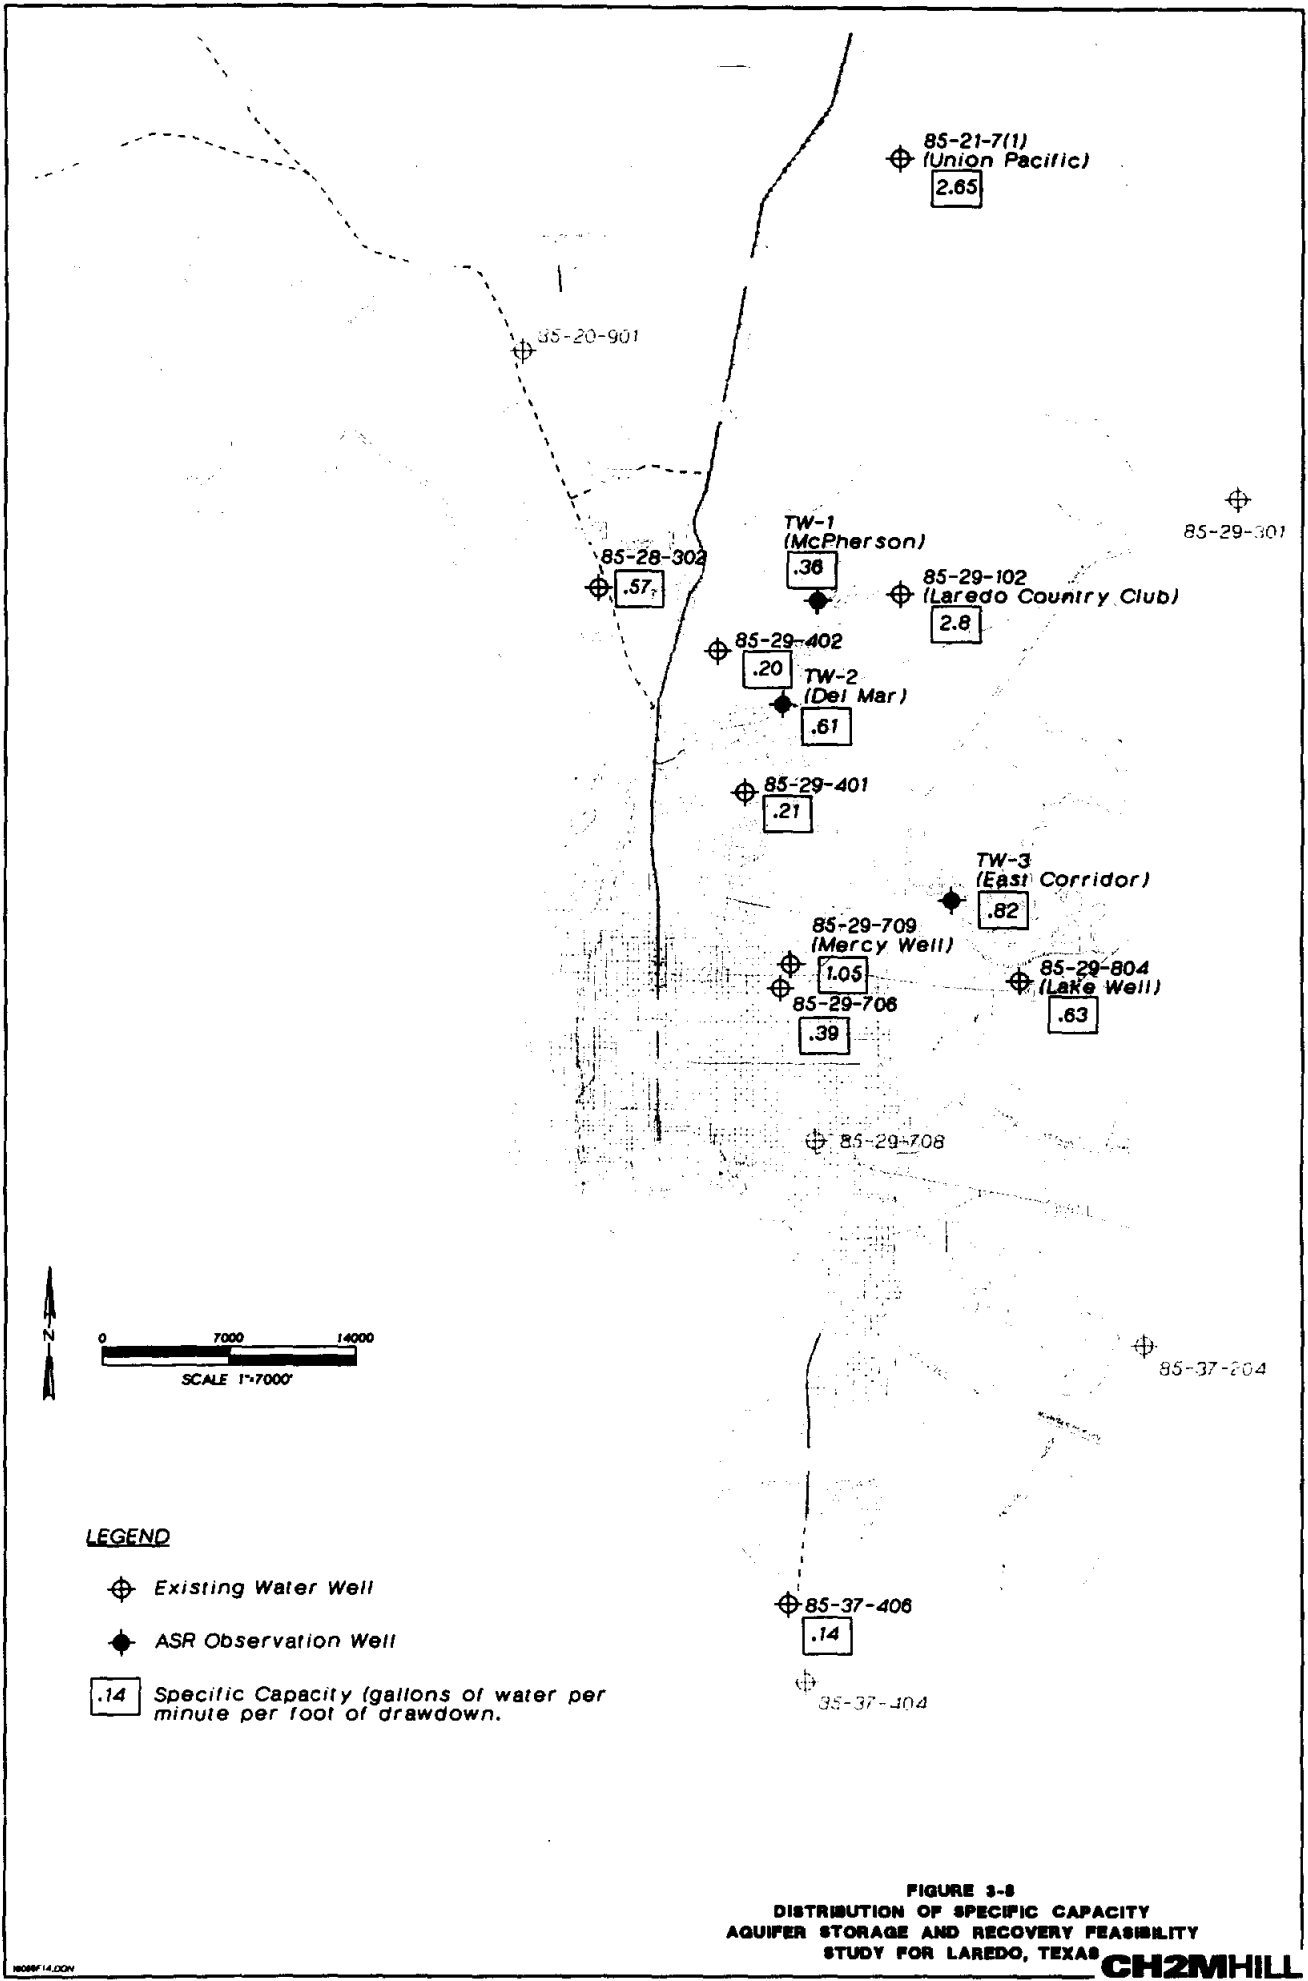 85-21-7(1)
(Union Pacific)
2.65
85-20-901
85-29-301
TW-1
(McPherson)
.36
85-28-302
.57?
85-29-102
(Laredo Country Club)
2.8
85-29-402
.20
TW-2
(Del Mar)
.61
85-29-401
.21
TW-3
(East Corridor)
.82
85-29-709
(Mercy Well)
1.05
85-29-804
(Lake Well)
.63
85-29-706
.39
85-29-708
N
0 7000 14000
SCALE 1"=7000'
85-37-204
LEGEND
Existing Water Well
ASR Observation Well
.14 Specific Capacity (gallons of water per
minute per foot of drawdown.
85-37-406
.14
85-37-404
FIGURE 3-8
DISTRIBUTION OF SPECIFIC CAPACITY
AQUIFER STORAGE AND RECOVERY FEASIBILITY
STUDY FOR LAREDO, TEXAS
CH2MHILL